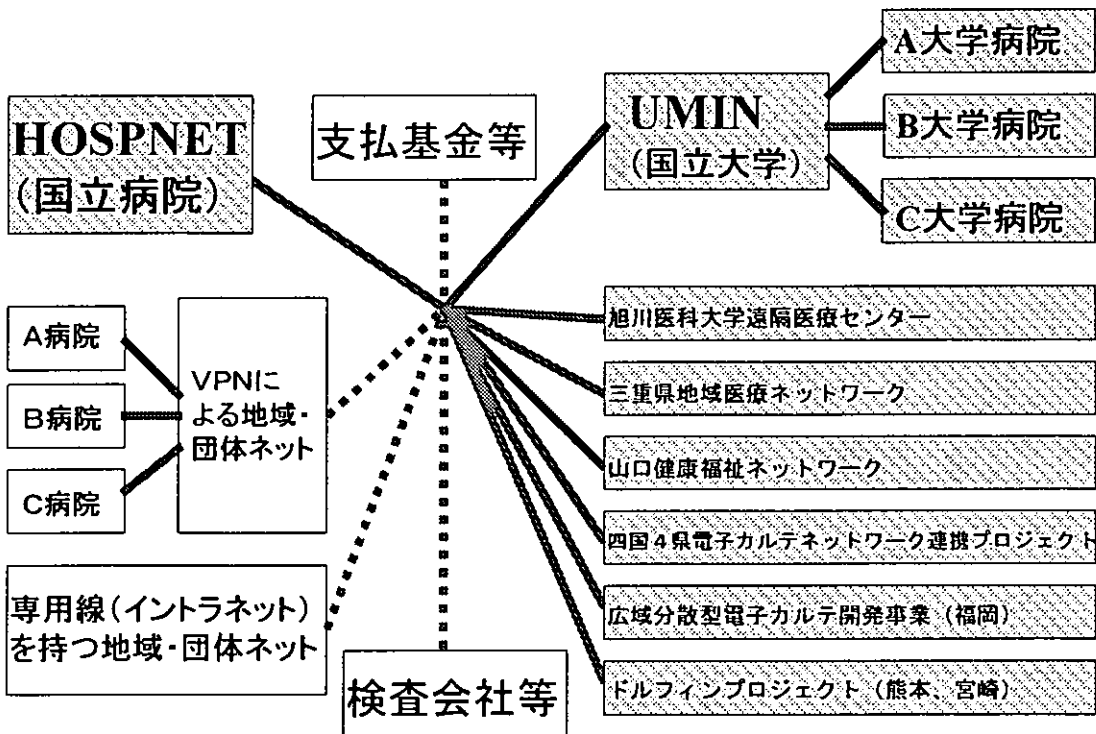 HOSPNET
(国立病院)
支払基金等
UMIN
(国立大学)
A大学病院
B大学病院
C大学病院
A病院
B病院
C病院
VPNに
よる地域・
団体ネット
専用線(イントラネット)
を持つ地域・団体ネット
検査会社等
旭川医科大学遠隔医療センター
三重県地域医療ネットワーク
山口健康福祉ネットワーク
四国4県電子カルテネットワーク連携プロジェクト
広域分散型電子カルテ開発事業(福岡)
ドルフィンプロジェクト(熊本、宮崎)